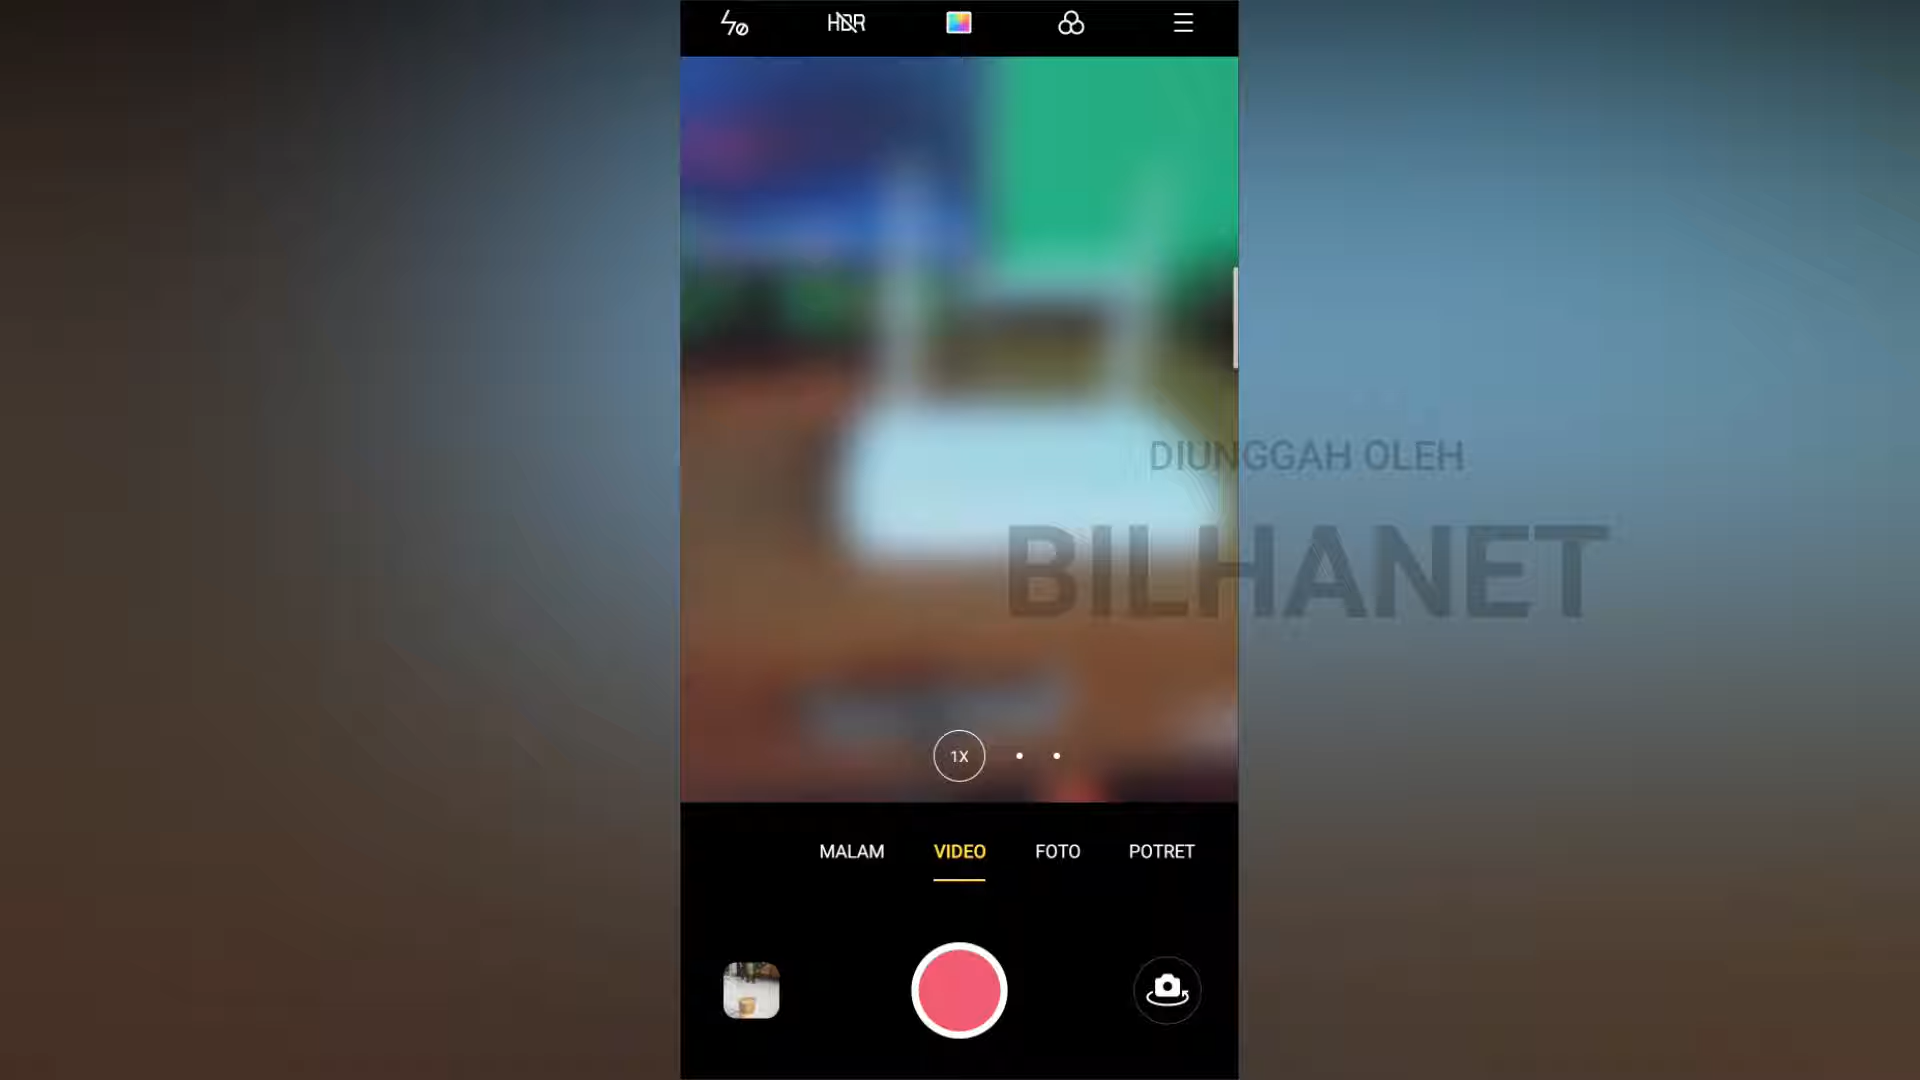 HDR
DIUNGGAH OLEH
BILHANET
1X
MALAM VIDEO FOTO POTRET